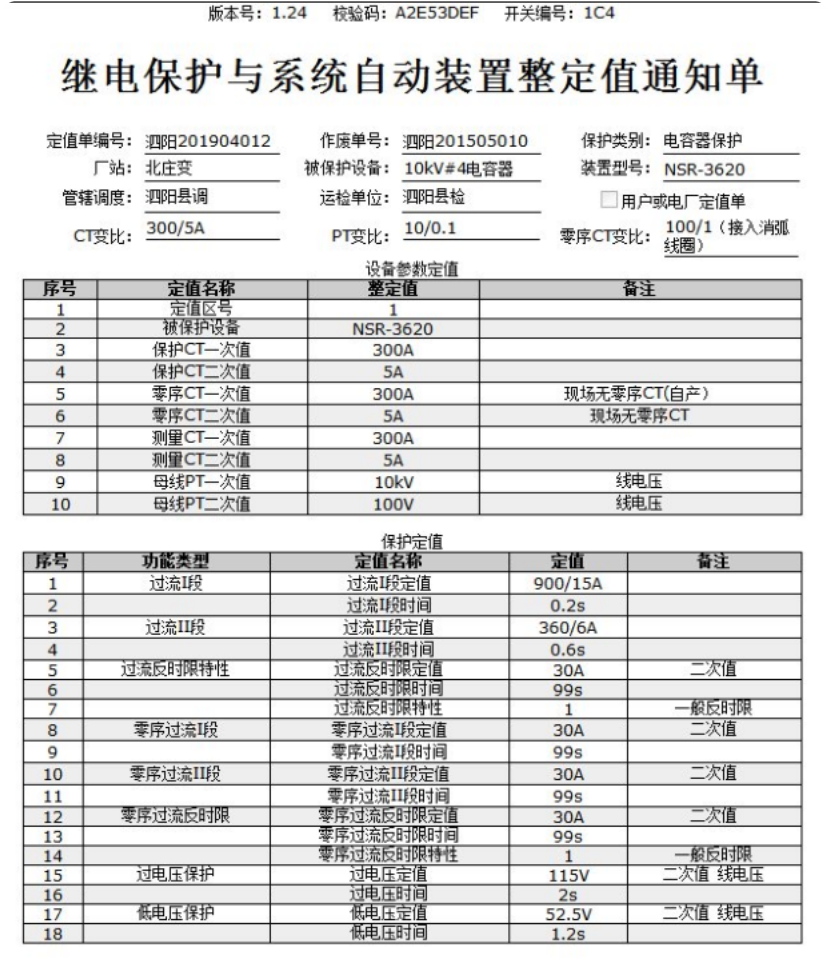 版本号：1.24 校验码：A2E53DEF 开关编号：1C4
继电保护与系统自动装置整定值通知单
定值单编号：泗阳201904012 作废单号：泗阳201505010 保护类别：电容器保护
厂站：北庄变 被保护设备：10kV#4电容器 装置型号：NSR-3620
管辖调度：泗阳县调 运检单位：泗阳县检 用户或电厂定值单
CT变比：300/5A PT变比：10/0.1 零序CT变比：100/1（接入消弧
线圈）
设备参数定值
序号 定值名称 整定值 备注
1 定值区号 1
2 被保护设备 NSR-3620
3 保护CT一次值 300A
4 保护CT二次值 5A
5 零序CT一次值 300A 现场无零序CT(自产）
6 零序CT二次值 5A 现场无零序CT
7 测量CT一次值 300A
8 测量CT二次值 5A
9 母线PT一次值 10kV 线电压
10 母线PT二次值 100V 线电压
保护定值
序号 功能类型 定值名称 定值 备注
1 过流I段 过流I段定值 900/15A
2 过流I段时间 0.2s
3 过流II段 过流II段定值 360/6A
4 过流II段时间 0.6s
5 过流反时限特性 过流反时限定值 30A 二次值
6 过流反时限时间 99s
7 过流反时限特性 1 一般反时限
8 零序过流I段 零序过流I段定值 30A 二次值
9 零序过流I段时间 99s
10 零序过流II段 零序过流II段定值 30A 二次值
11 零序过流II段时间 99s
12 零序过流反时限 零序过流反时限定值 30A 二次值
13 零序过流反时限时间 99s
14 零序过流反时限特性 1 一般反时限
15 过电压保护 过电压定值 115V 二次值 线电压
16 过电压时间 2s
17 低电压保护 低电压定值 52.5V 二次值 线电压
18 低电压时间 1.2s